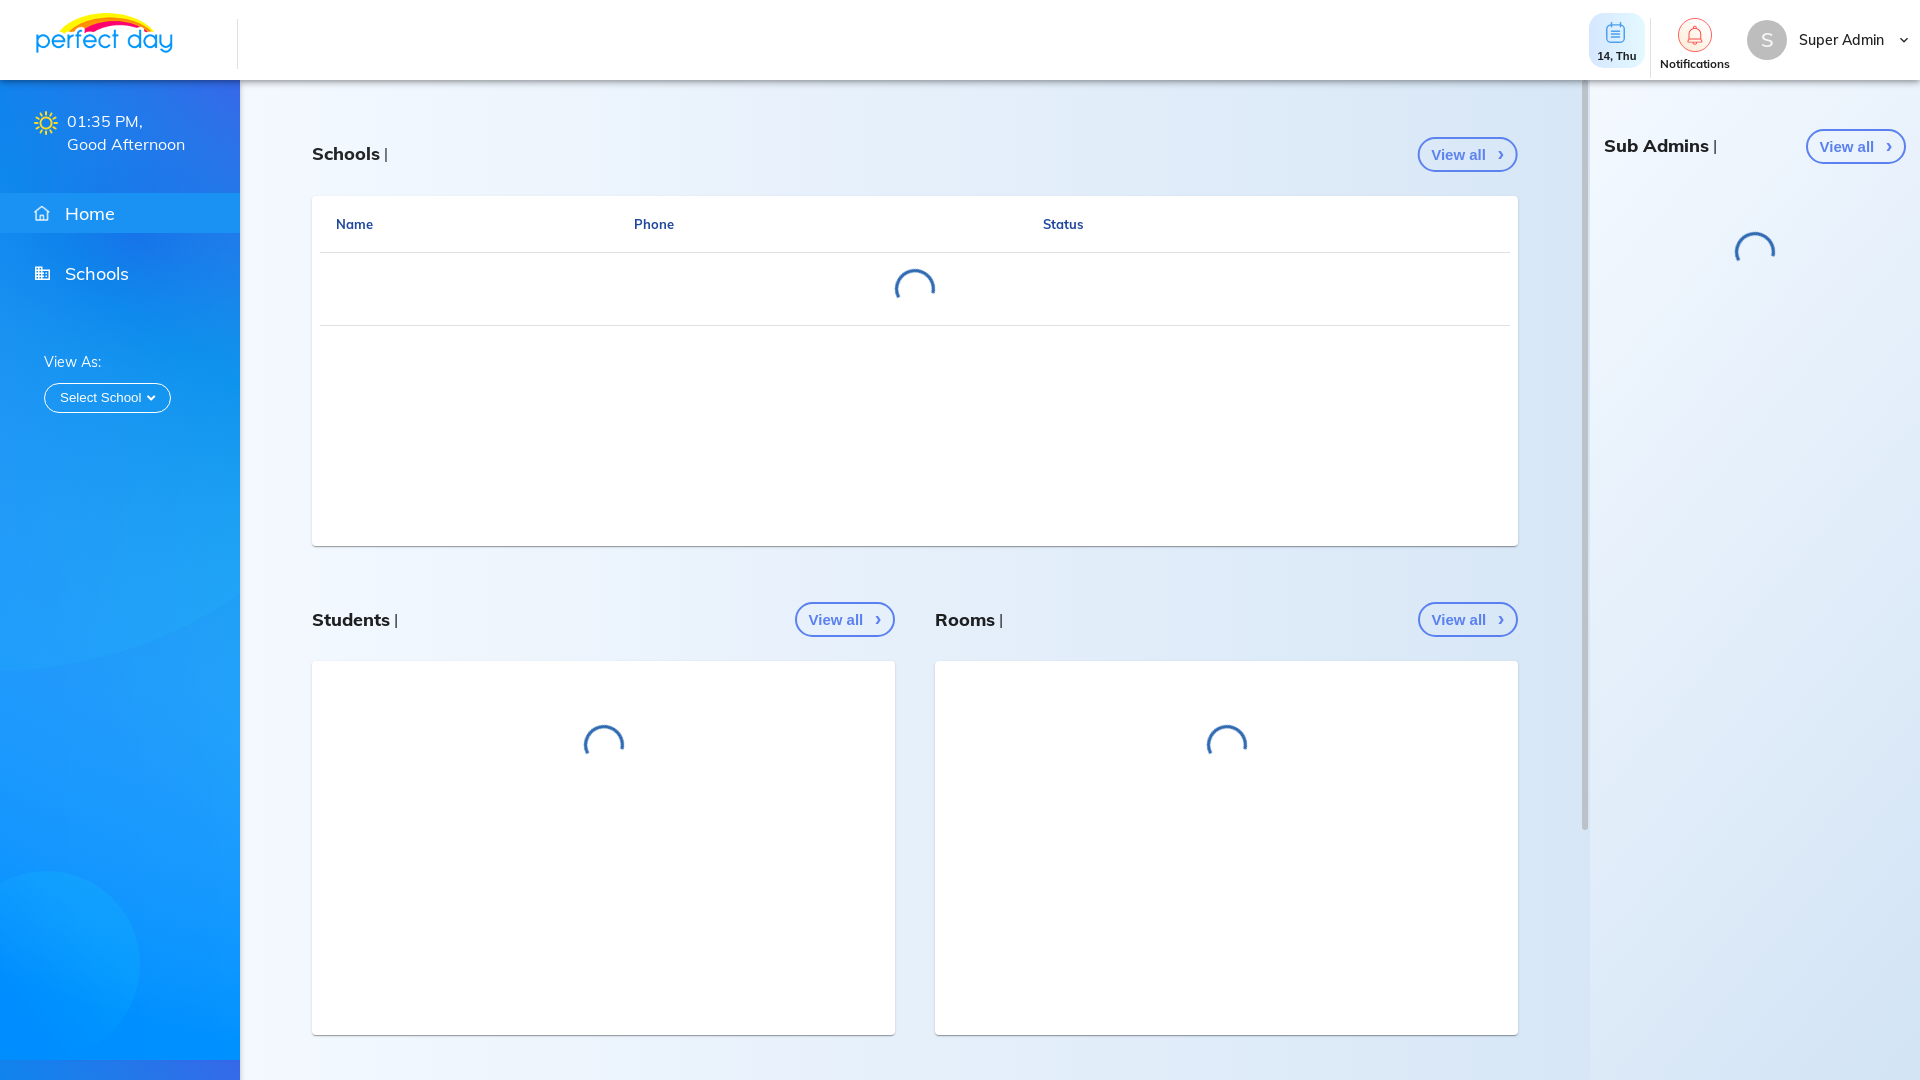 perfect day
14, Thu
Notifications
S
Super Admin
01:35 PM,
Good Afternoon
Home
Schools
View As:
Select School
Schools |
View all
Name Phone Status
Students |
View all
Rooms |
View all
Sub Admins |
View all